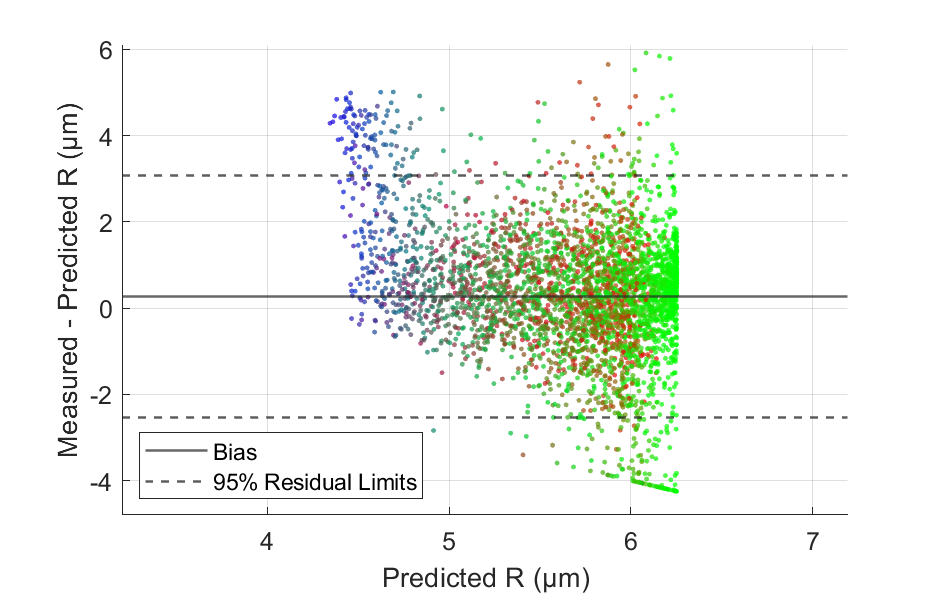 Measured - Predicted R (µm)
6
4
2
0
-2
-4
Bias
95% Residual Limits
4
5
6
7
Predicted R (µm)